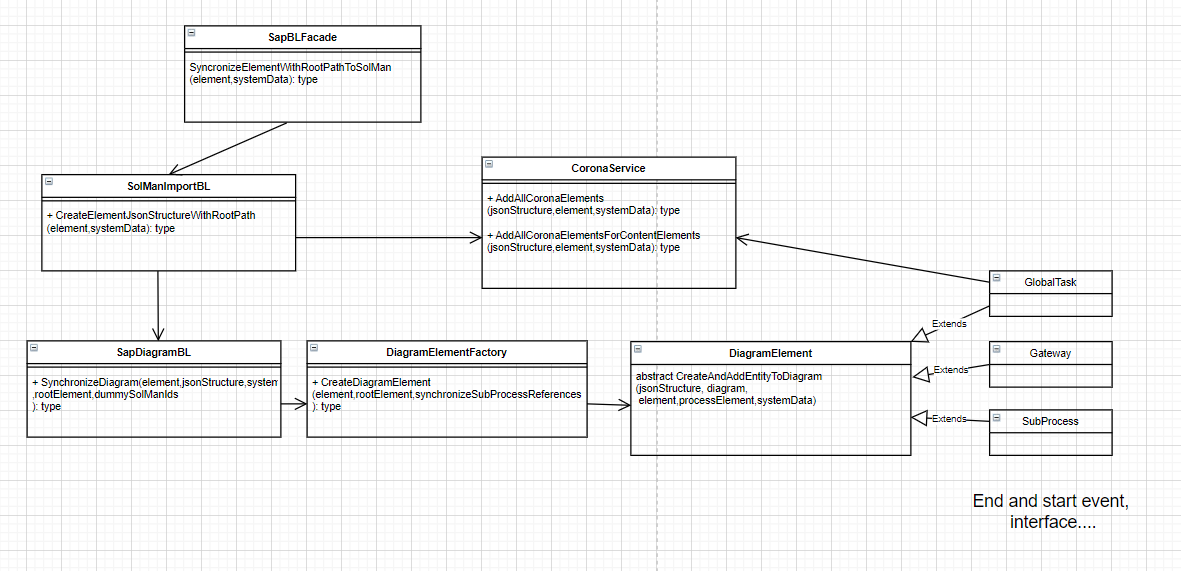 SapBLFacade
SyncronizeElementWithRootPathToSolMan
(element,systemData): type
SolManImportBL
+ CreateElementJsonStructureWithRootPath
(element,systemData): type
CoronaService
+ AddAllCoronaElements
(jsonStructure,element,systemData): type
+ AddAllCoronaElementsForContentElements
(jsonStructure,element,systemData): type
GlobalTask
Extends
SapDiagramBL
+ SynchronizeDiagram(element,jsonStructure,system
,rootElement,dummySolManIds
): type
DiagramElementFactory
+ CreateDiagramElement
(element,rootElement,synchronizeSubProcessReferences
): type
DiagramElement
abstract CreateAndAddEntityToDiagram
(jsonStructure, diagram,
element,processElement,systemData)
Gateway
Extends
SubProcess
Extends
End and start event,
interface....